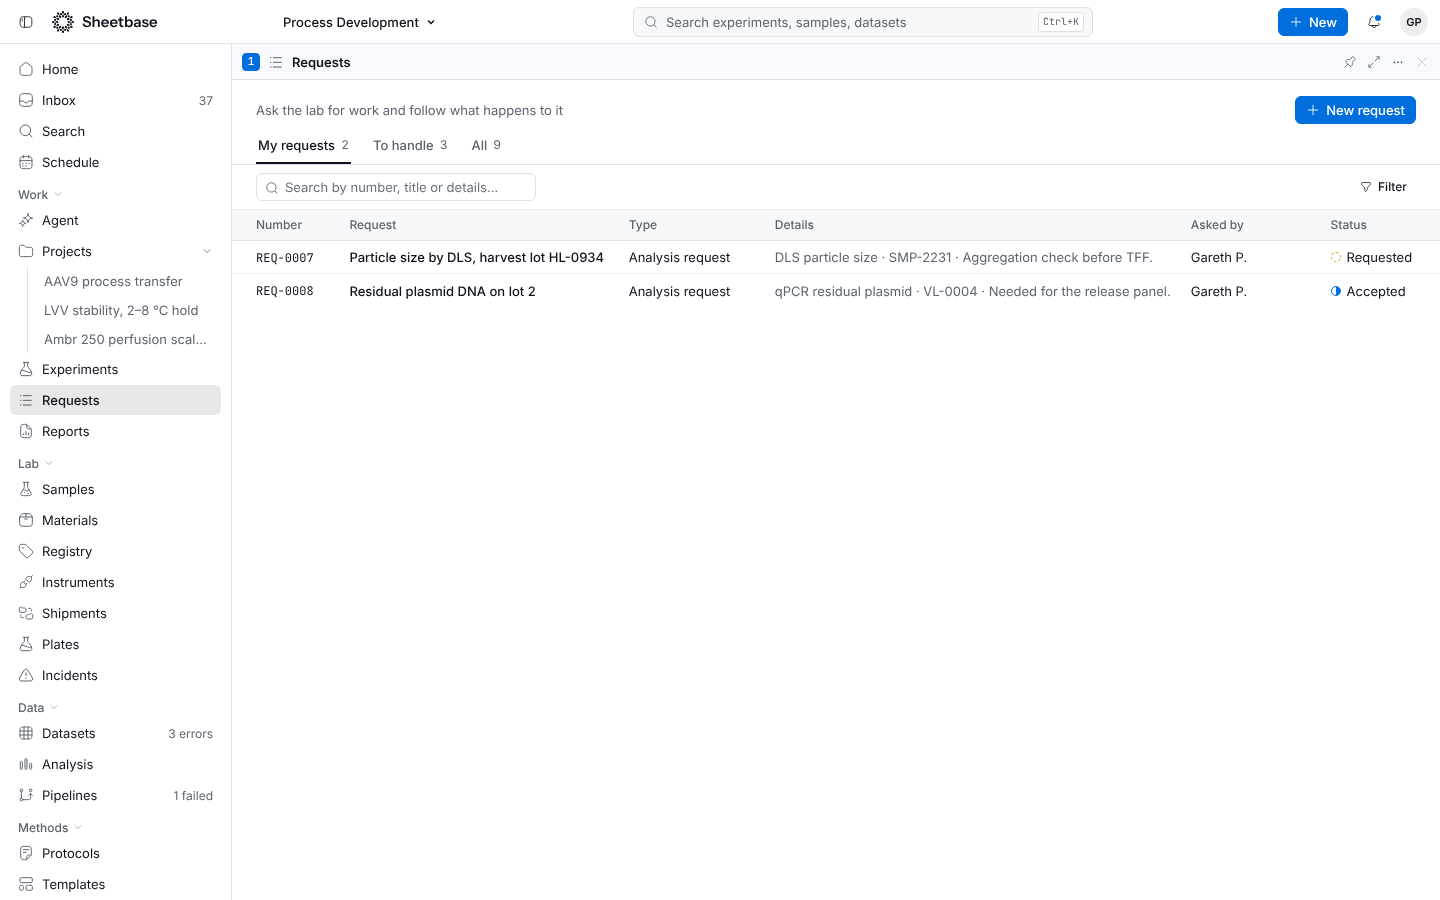 Sheetbase
Process Development
Search experiments, samples, datasets
Ctrl+K
New
GP
Home
Inbox 37
Search
Schedule
Work
Agent
Projects
AAV9 process transfer
LVV stability, 2–8 °C hold
Ambr 250 perfusion scal...
Experiments
Requests
Reports
Lab
Samples
Materials
Registry
Instruments
Shipments
Plates
Incidents
Data
Datasets 3 errors
Analysis
Pipelines 1 failed
Methods
Protocols
Templates
1 Requests
Ask the lab for work and follow what happens to it
New request
My requests 2 To handle 3 All 9
Search by number, title or details...
Filter
Number Request Type Details Asked by Status
REQ-0007 Particle size by DLS, harvest lot HL-0934 Analysis request DLS particle size · SMP-2231 · Aggregation check before TFF. Gareth P. Requested
REQ-0008 Residual plasmid DNA on lot 2 Analysis request qPCR residual plasmid · VL-0004 · Needed for the release panel. Gareth P. Accepted